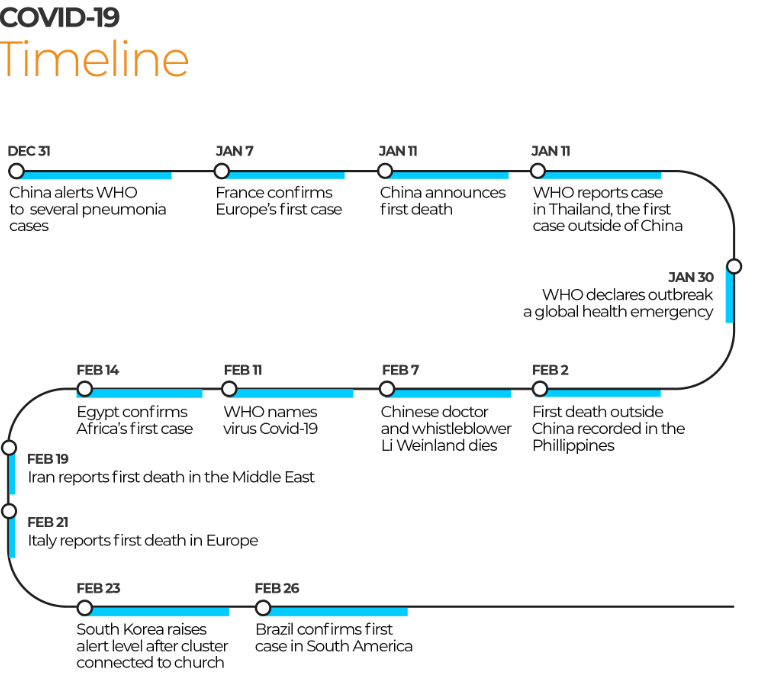 COVID-19
Timeline
DEC 31
China alerts WHO
to several pneumonia
cases
JAN 7
France confirms
Europe's first case
JAN 11
China announces
first death
JAN 11
WHO reports case
in Thailand, the first
case outside of China
JAN 30
WHO declares outbreak
a global health emergency
FEB 2
First death outside
China recorded in the
Phillippines
FEB 7
Chinese doctor
and whistleblower
Li Weinland dies
FEB 11
WHO names
virus Covid-19
FEB 14
Egypt confirms
Africa's first case
FEB 19
Iran reports first death in the Middle East
FEB 21
Italy reports first death in Europe
FEB 23
South Korea raises
alert level after cluster
connected to church
FEB 26
Brazil confirms first
case in South America